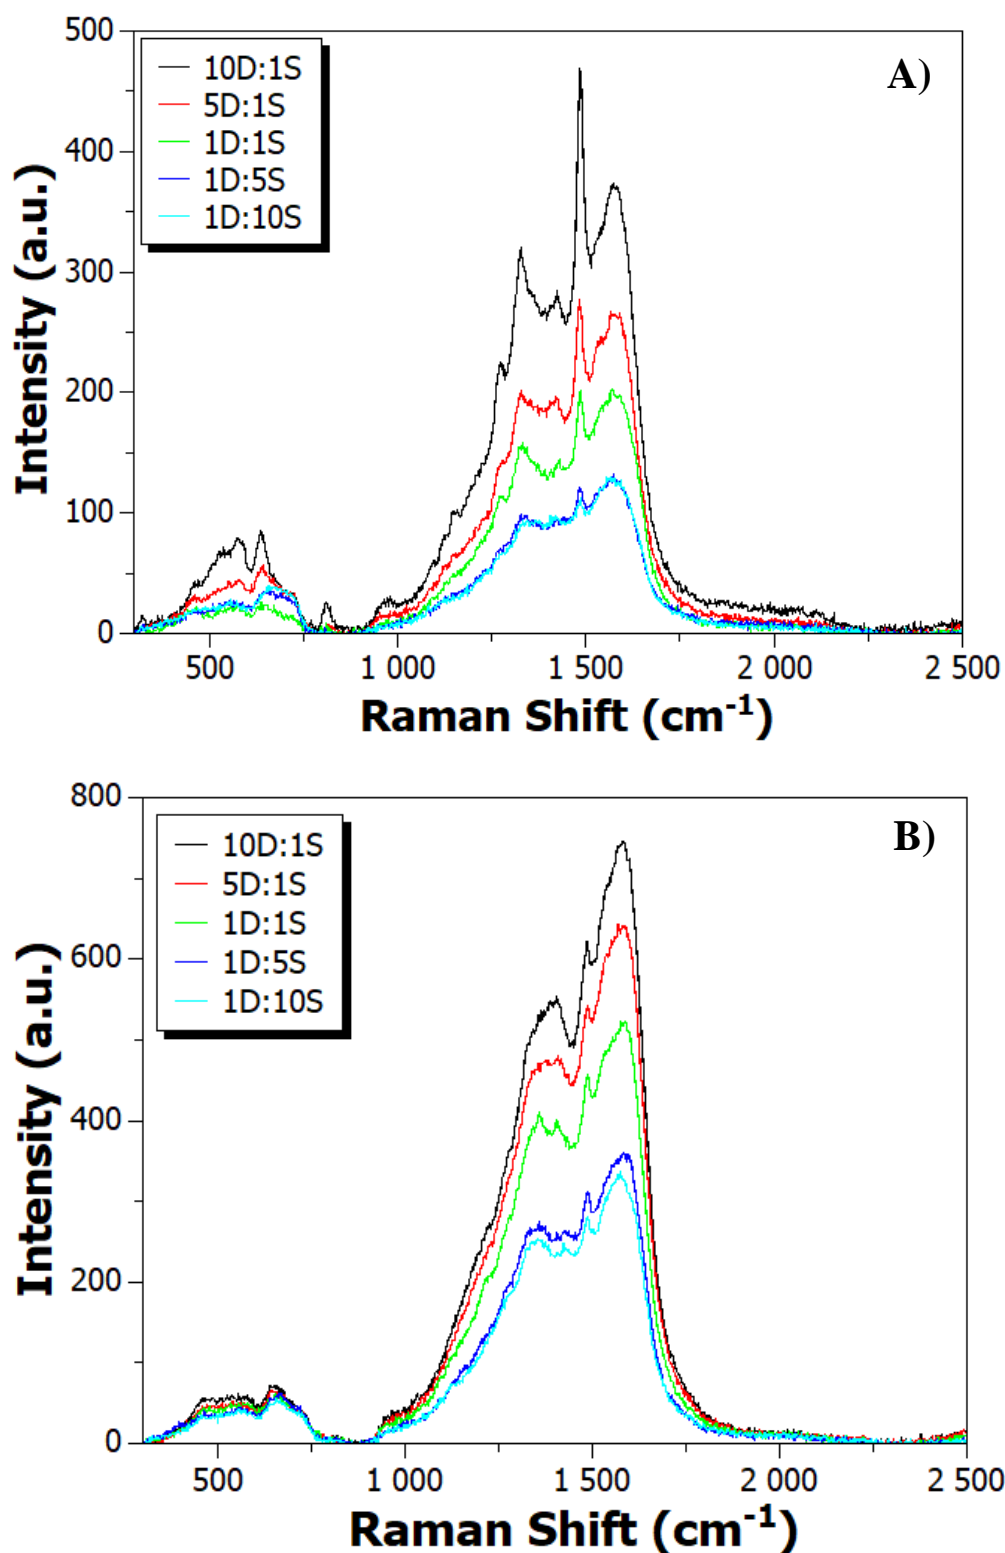 A)
500
400
300
200
100
0
Intensity (a.u.)
10D:1S
5D:1S
1D:1S
1D:5S
1D:10S
500 1 000 1 500 2 000 2 500
Raman Shift (cm-1)
B)
800
600
400
200
0
Intensity (a.u.)
10D:1S
5D:1S
1D:1S
1D:5S
1D:10S
500 1 000 1 500 2 000 2 500
Raman Shift (cm-1)